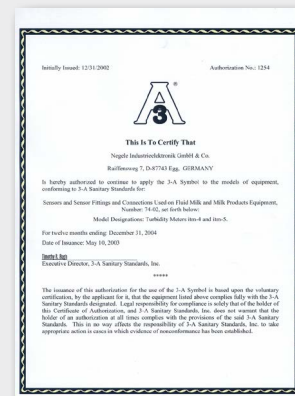 Initially Issued: 12/31/2002 Authorization No.: 1254
®
A
3
This Is To Certify That
Negele Industrieelektronik GmbH & Co.
Raiffeisweg 7, D-87743 Egg, GERMANY
Is hereby authorized to continue to apply the 3-A Symbol to the models of equipment,
conforming to 3-A Sanitary Standards for:
Sensors and Sensor Fittings and Connections Used on Fluid Milk and Milk Products Equipment,
Number: 74-02, set forth below:
Model Designations: Turbidity Meters itm-4 and itm-5.
For twelve months ending: December 31, 2004
Date of Issuance: May 10, 2003
Executive Director, 3-A Sanitary Standards, Inc.
*****
The issuance of this authorization for the use of the 3-A Symbol is based upon the voluntary
certification, by the applicant for it, that the equipment listed above complies fully with the 3-A
Sanitary Standards designated. Legal responsibility for compliance is solely that of the holder of
this Certificate of Authorization, and 3-A Sanitary Standards, Inc. does not warrant that the
holder of an authorization at all times complies with the provisions of the said 3-A Sanitary
Standards. This in no way affects the responsibility of 3-A Sanitary Standards, Inc. to take
appropriate action in cases in which evidence of nonconformance has been established.